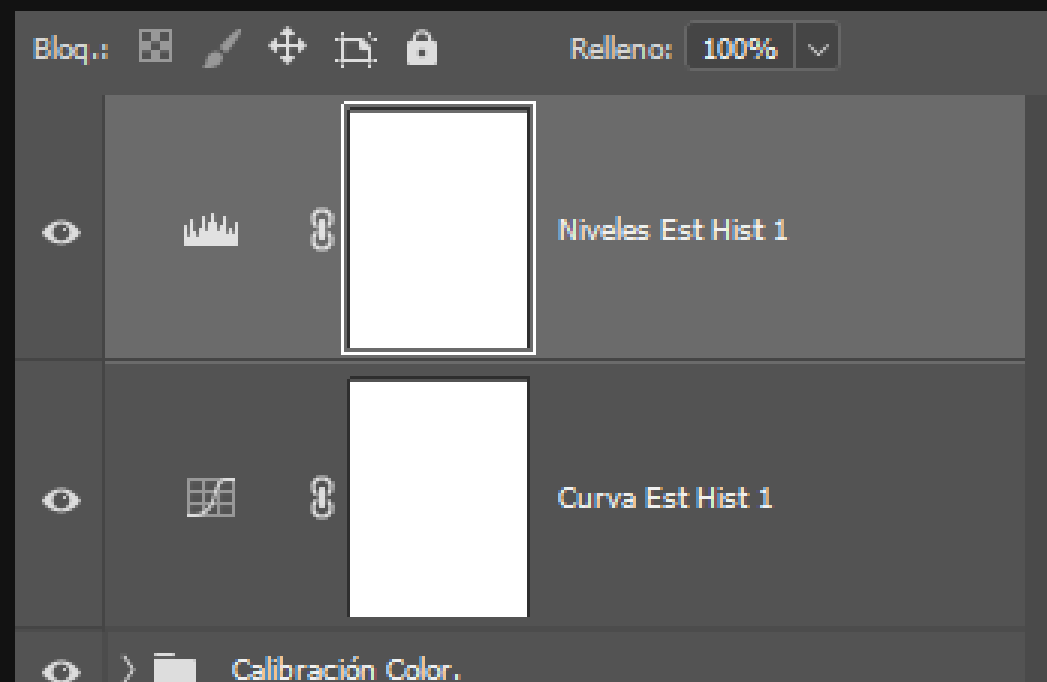 Bloq.: Relleno: 100%
Niveles Est Hist 1
Curva Est Hist 1
Calibración Color.